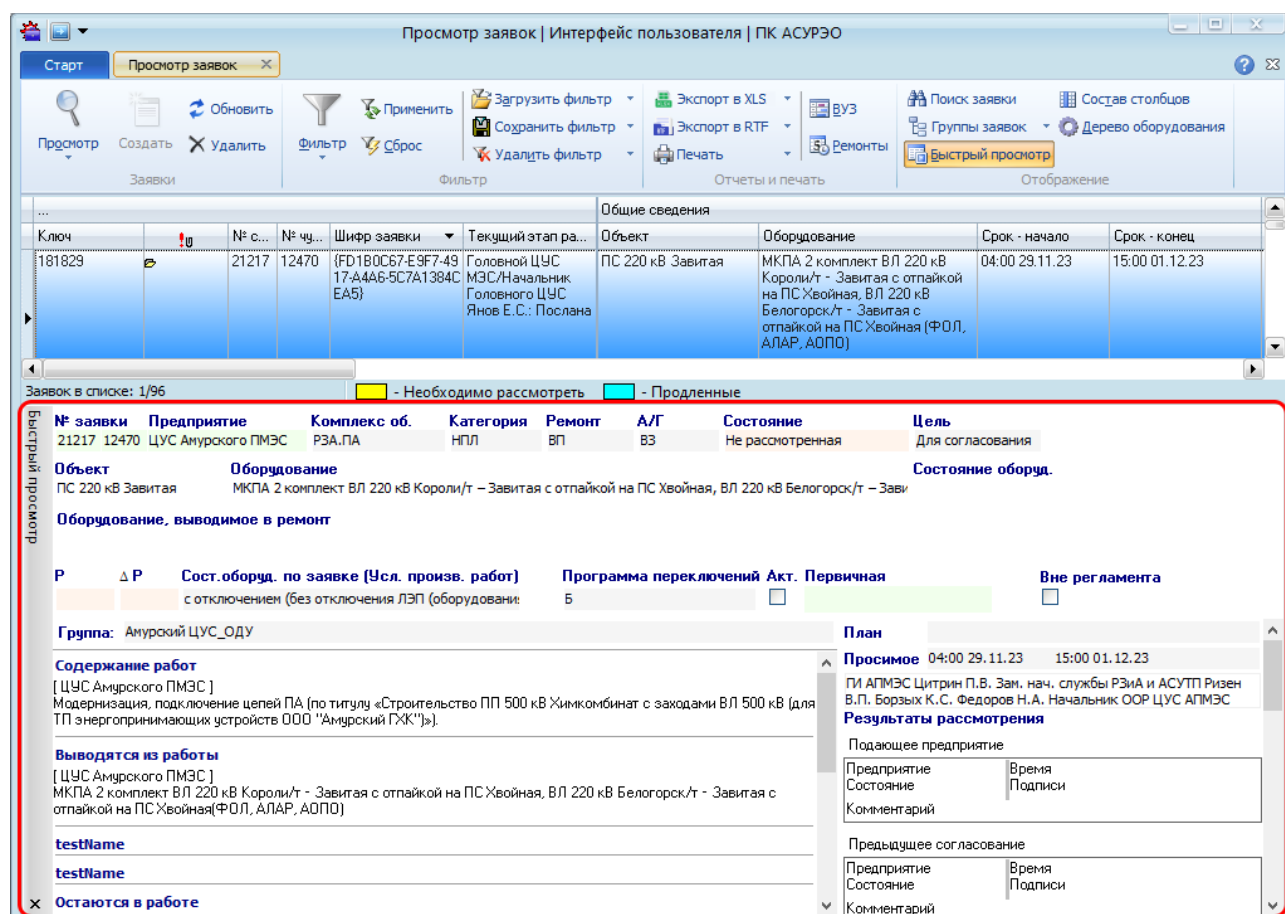 Просмотр заявок | Интерфейс пользователя | ПК АСУРЭО
Старт Просмотр заявок
Просмотр Создать Обновить Удалить
Заявки
Фильтр Применить Сброс Загрузить фильтр Сохранить фильтр Удалить фильтр
Фильтр
Экспорт в XLS Экспорт в RTF Печать ВУЗ Ремонты
Отчеты и печать
Поиск заявки Группы заявок Быстрый просмотр Состав столбцов Дерево оборудования
Отображение
... Общие сведения
Ключ № с... № чу... Шифр заявки Текущий этап ра... Объект Оборудование Срок - начало Срок - конец
181829 21217 12470 {FD1B0C67-E9F7-49 Головной ЦУС ПС 220 кВ Завитая МКПА 2 комплект ВЛ 220 кВ 04:00 29.11.23 15:00 01.12.23
17-A4A6-5C7A1384C МЭС/Начальник Короли/т - Завитая с отпайкой
EA5} Головного ЦУС на ПС Хвойная, ВЛ 220 кВ
Янов Е.С.: Послана Белогорск/т - Завитая с
отпайкой на ПС Хвойная (ФОЛ,
АЛАР, АОПО)
Заявок в списке: 1/96 - Необходимо рассмотреть - Продленные
Быстрый просмотр
№ заявки Предприятие Комплекс об. Категория Ремонт А/Г Состояние Цель
21217 12470 ЦУС Амурского ПМЭС РЗА.ПА НПЛ ВП ВЗ Не рассмотренная Для согласования
Объект Оборудование Состояние оборуд.
ПС 220 кВ Завитая МКПА 2 комплект ВЛ 220 кВ Короли/т – Завитая с отпайкой на ПС Хвойная, ВЛ 220 кВ Белогорск/т – Зави
Оборудование, выводимое в ремонт
Р Δ Р Сост.оборуд. по заявке (Усл. произв. работ) Программа переключений Акт. Первичная Вне регламента
с отключением (без отключения ЛЭП (оборудовани Б
Группа: Амурский ЦУС_ОДУ
План
Содержание работ
[ ЦУС Амурского ПМЭС ]
Модернизация, подключение цепей ПА (по титулу «Строительство ПП 500 кВ Химкомбинат с заходами ВЛ 500 кВ (для
ТП энергопринимающих устройств ООО "Амурский ГХК")»).
Выводятся из работы
[ ЦУС Амурского ПМЭС ]
МКПА 2 комплект ВЛ 220 кВ Короли/т - Завитая с отпайкой на ПС Хвойная, ВЛ 220 кВ Белогорск/т - Завитая с
отпайкой на ПС Хвойная(ФОЛ, АЛАР, АОПО)
testName
testName
Остаются в работе
Просимое 04:00 29.11.23 15:00 01.12.23
ГИ АПМЭС Цитрин П.В. Зам. нач. службы РЗиА и АСУТП Ризен
В.П. Борзых К.С. Федоров Н.А. Начальник ООР ЦУС АПМЭС
Результаты рассмотрения
Подающее предприятие
Предприятие Время
Состояние Подписи
Комментарий
Предыдущее согласование
Предприятие Время
Состояние Подписи
Комментарий